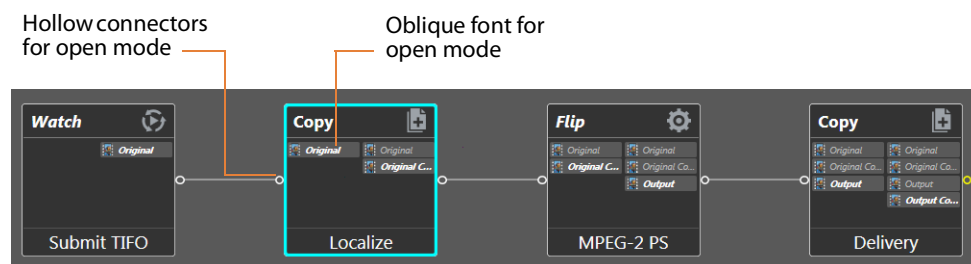 Hollow connectors
for open mode
Oblique font for
open mode
Watch
Original
Submit TIFO
Copy
Original
Original
Original C...
Localize
Flip
Original
Original
Original C...
Original Co...
Output
MPEG-2 PS
Copy
Original
Original
Original Co...
Original Co...
Output
Output
Output Co...
Delivery